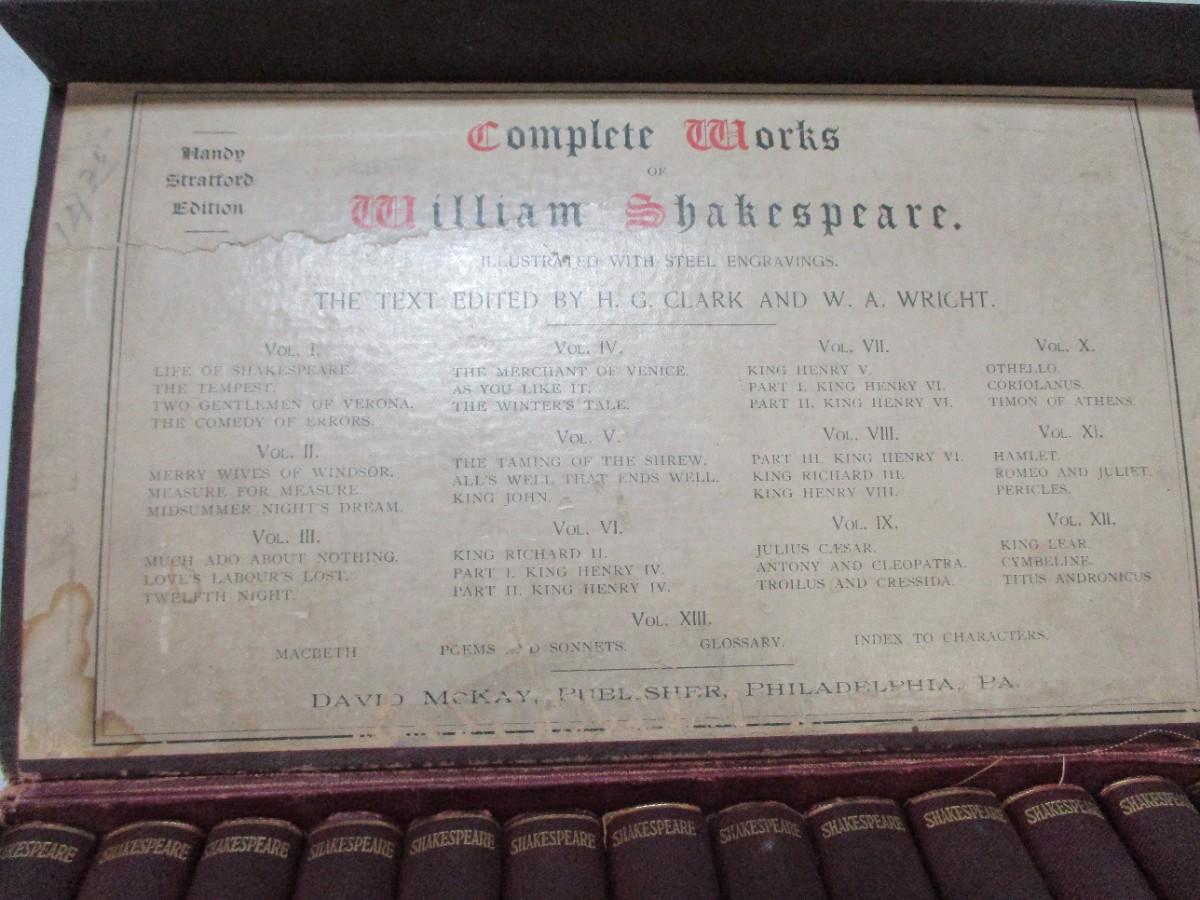 Handy
Stratford
Edition
Complete Works
OF
William Shakespeare.
ILLUSTRATED WITH STEEL ENGRAVINGS.
THE TEXT EDITED BY H. G. CLARK AND W. A. WRIGHT.
VOL. I.
LIFE OF SHAKESPEARE.
THE TEMPEST.
TWO GENTLEMEN OF VERONA.
THE COMEDY OF ERRORS.
VOL. II.
MERRY WIVES OF WINDSOR.
MEASURE FOR MEASURE.
MIDSUMMER NIGHT'S DREAM.
VOL. III.
MUCH ADO ABOUT NOTHING.
LOVE'S LABOUR'S LOST.
TWELFTH NIGHT.
VOL. IV.
THE MERCHANT OF VENICE.
AS YOU LIKE IT.
THE WINTER'S TALE.
VOL. V.
THE TAMING OF THE SHREW.
ALL'S WELL THAT ENDS WELL.
KING JOHN.
VOL. VI.
KING RICHARD II.
PART I. KING HENRY IV.
PART II. KING HENRY IV.
VOL. VII.
KING HENRY V.
PART I. KING HENRY VI.
PART II. KING HENRY VI.
VOL. VIII.
PART III. KING HENRY VI.
KING RICHARD III.
KING HENRY VIII.
VOL. IX.
JULIUS CÆSAR.
ANTONY AND CLEOPATRA.
TROILUS AND CRESSIDA.
VOL. X.
OTHELLO.
CORIOLANUS.
TIMON OF ATHENS.
VOL. XI.
HAMLET.
ROMEO AND JULIET.
PERICLES.
VOL. XII.
KING LEAR.
CYMBELINE.
TITUS ANDRONICUS
VOL. XIII.
MACBETH. POEMS AND SONNETS. GLOSSARY. INDEX TO CHARACTERS.
DAVID MCKAY, PUBLISHER, PHILADELPHIA, PA.
SHAKESPEARE
SHAKESPEARE
SHAKESPEARE
SHAKESPEARE
SHAKESPEARE
SHAKESPEARE
SHAKESPEARE
SHAKESPEARE
SHAKESPEARE
SHAKESPEARE
SHAKESPEARE
SHAKESPEARE